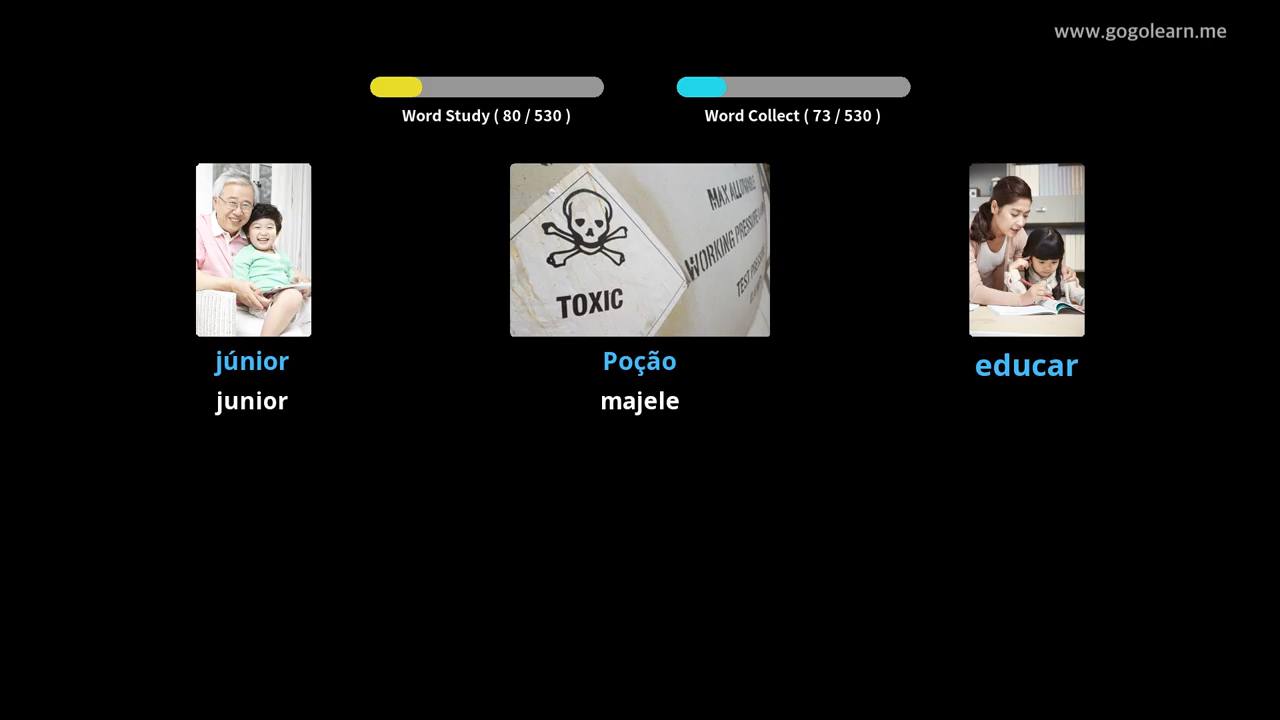 www.gogolearn.me
Word Study ( 80 / 530 )
Word Collect ( 73 / 530 )
TOXIC
MAX ALLOWABLE
WORKING PRESSURE
TEST PRESSURE
júnior
junior
Poção
majele
educar